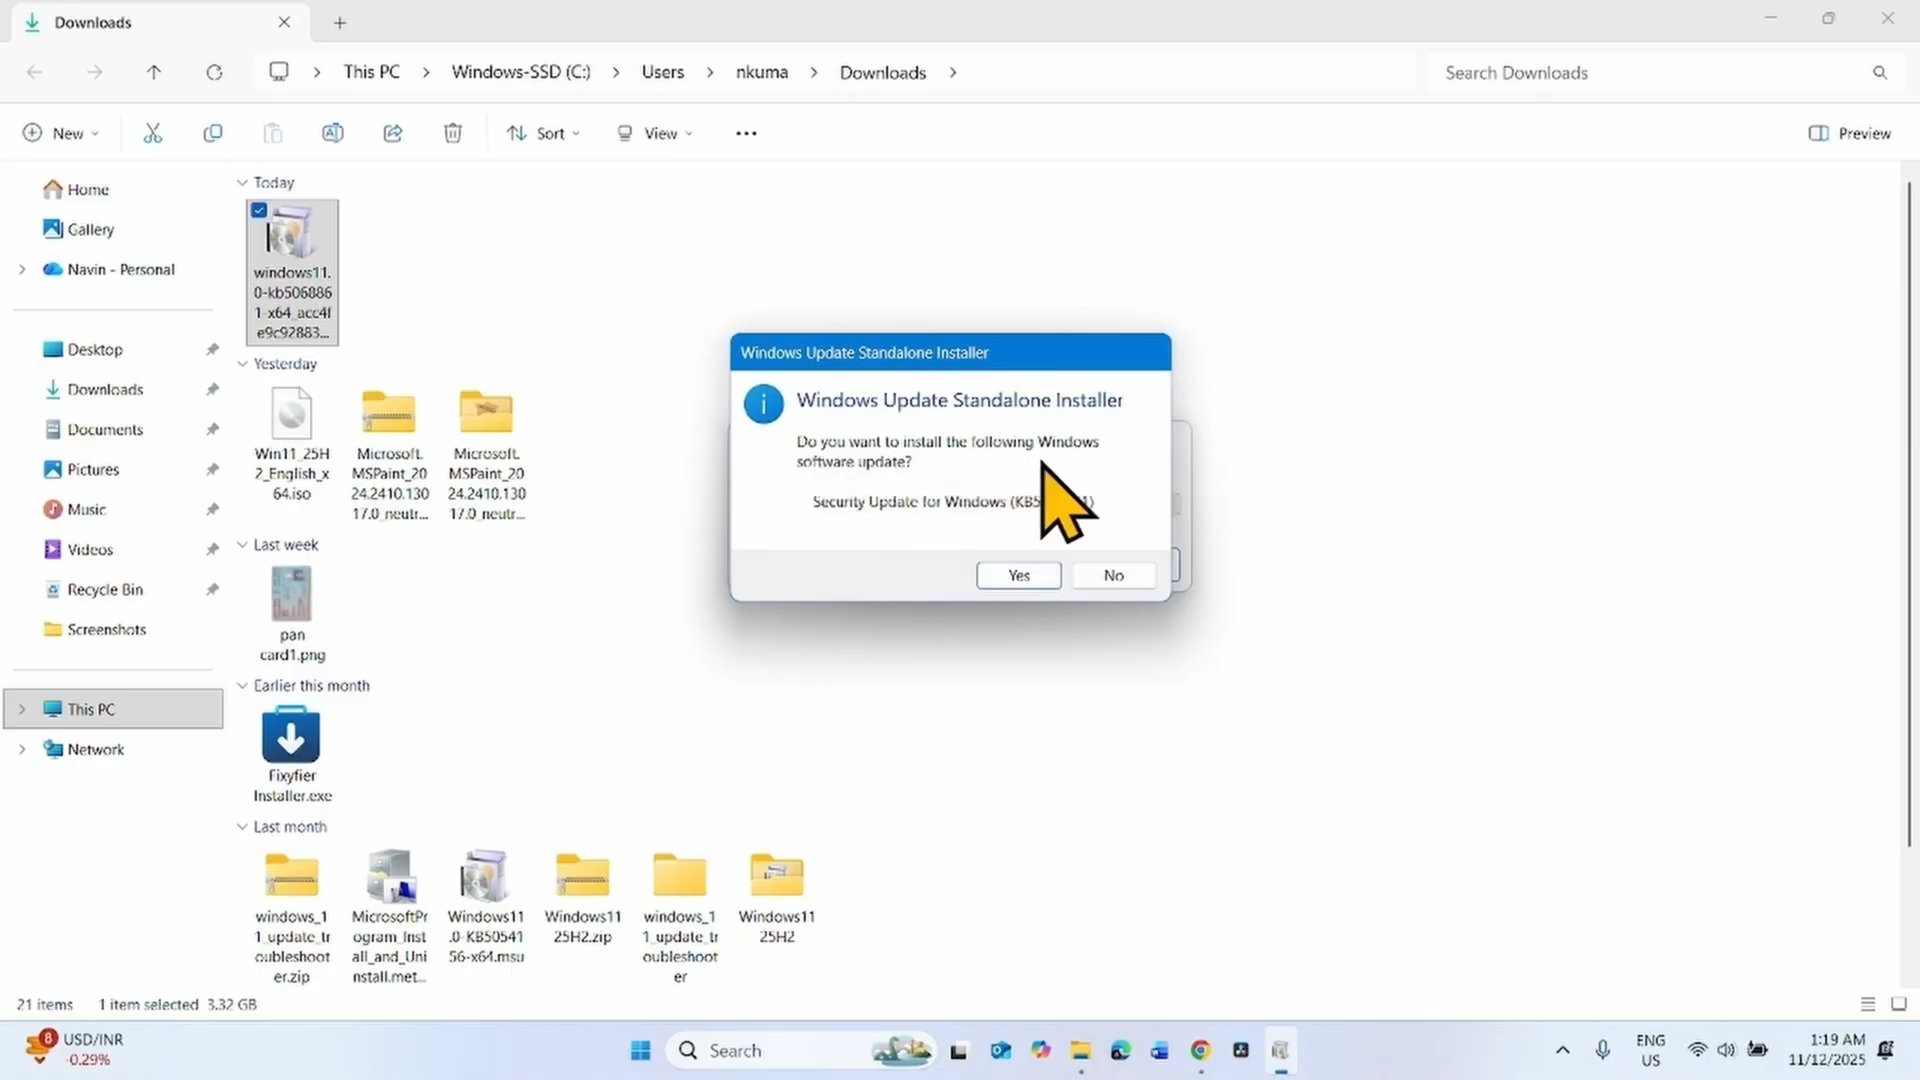 Downloads
This PC
Windows-SSD (C:)
Users
nkuma
Downloads
Search Downloads
New
Sort
View
Preview
Home
Gallery
Navin - Personal
Desktop
Downloads
Documents
Pictures
Music
Videos
Recycle Bin
Screenshots
This PC
Network
Today
windows11.
0-kb506886
1-x64_acc4f
e9c92883...
Yesterday
Win11_25H
2_English_x
64.iso
Microsoft.
MSPaint_20
24.2410.130
17.0_neutr...
Microsoft.
MSPaint_20
24.2410.130
17.0_neutr...
Last week
pan
card1.png
Earlier this month
Fixyfier
Installer.exe
Last month
windows_1
1_update_tr
oubleshoot
er.zip
MicrosoftPr
ogram_Inst
all_and_Uni
nstall.met...
Windows11
.0-KB50541
56-x64.msu
Windows11
25H2.zip
windows_1
1_update_tr
oubleshoot
er
Windows11
25H2
Windows Update Standalone Installer
Windows Update Standalone Installer
Do you want to install the following Windows
software update?
Security Update for Windows
Yes
No
21 items
1 item selected 3.32 GB
8
USD/INR
-0.29%
Search
ENG
US
1:19 AM
11/12/2025